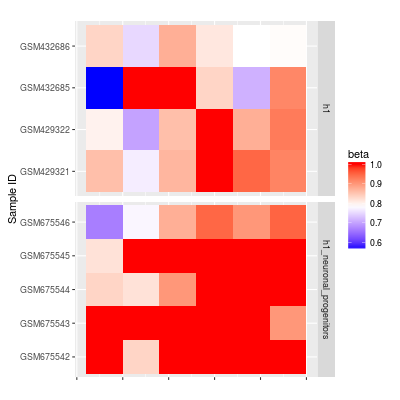 GSM432686
GSM432685
GSM429322
GSM429321
h1
GSM675546
GSM675545
GSM675544
GSM675543
GSM675542
h1_neuronal_progenitors
Sample ID
beta
1.0
0.9
0.8
0.7
0.6